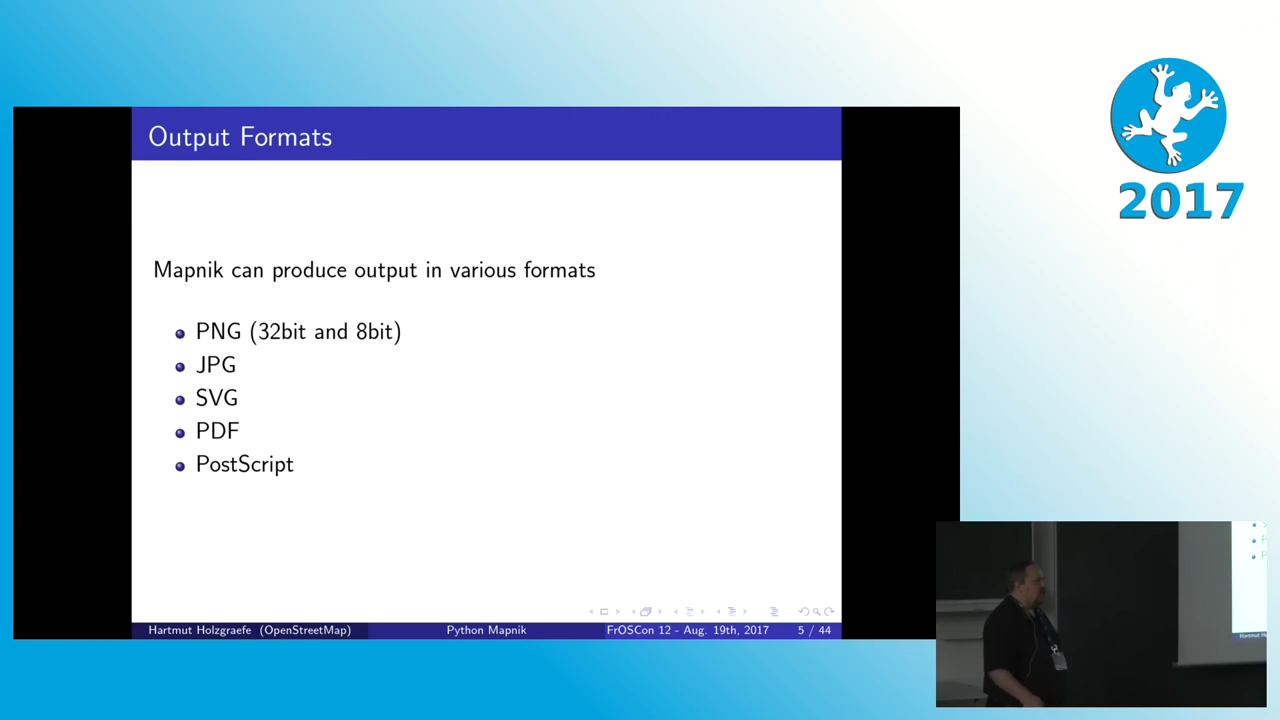 Output Formats
2017
Mapnik can produce output in various formats
PNG (32bit and 8bit)
JPG
SVG
PDF
PostScript
Hartmut Holzgraefe (OpenStreetMap) Python Mapnik FrOSCon 12 - Aug. 19th, 2017 5 / 44